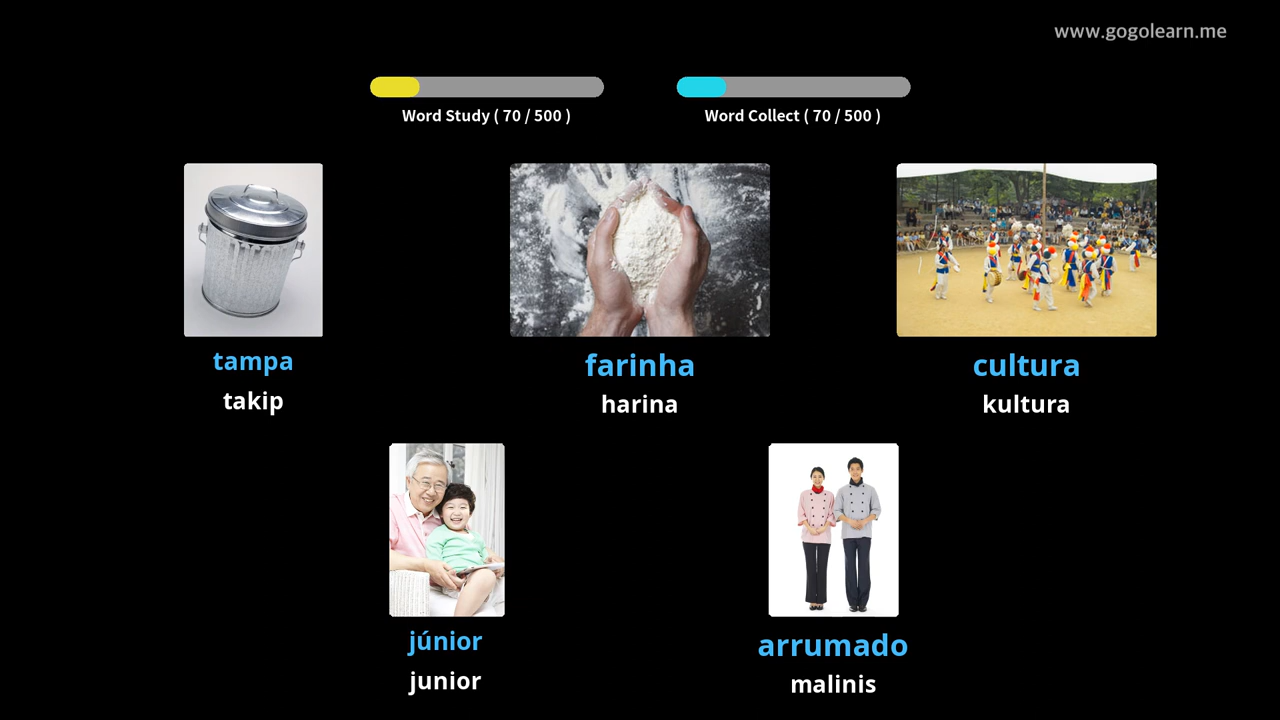 www.gogolearn.me
Word Study ( 70 / 500 )
Word Collect ( 70 / 500 )
tampa
takip
farinha
harina
cultura
kultura
júnior
junior
arrumado
malinis